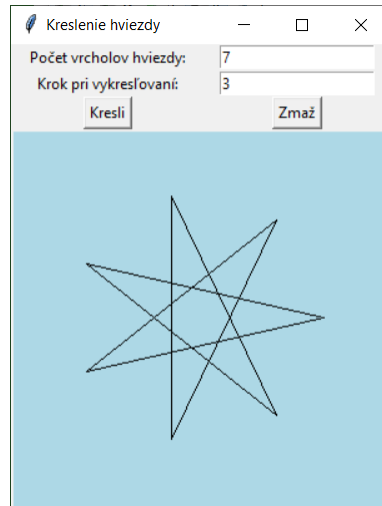 Kreslenie hviezdy
Počet vrcholov hviezdy: 7
Krok pri vykresľovaní: 3
Kresli Zmaž